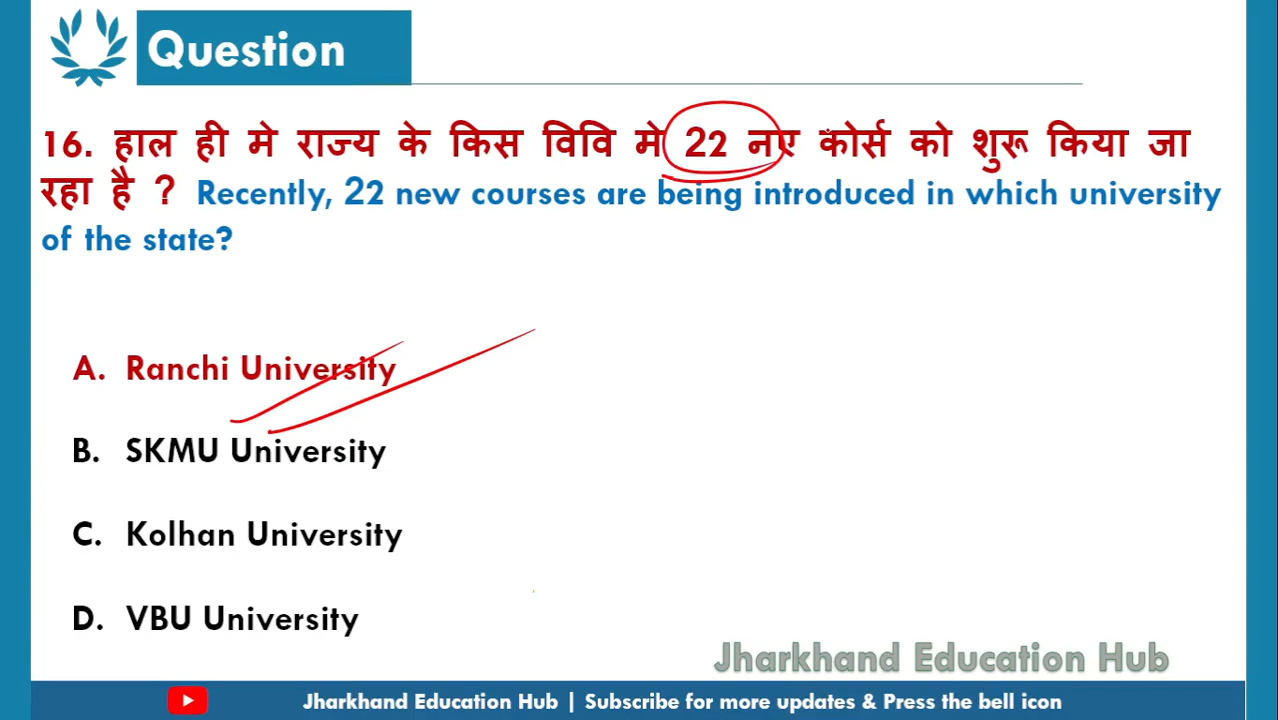 Question
16. हाल ही मे राज्य के किस विवि मे 22 नए कोर्स को शुरू किया जा
रहा है ? Recently, 22 new courses are being introduced in which university
of the state?
A. Ranchi University
B. SKMU University
C. Kolhan University
D. VBU University
Jharkhand Education Hub
Jharkhand Education Hub | Subscribe for more updates & Press the bell icon